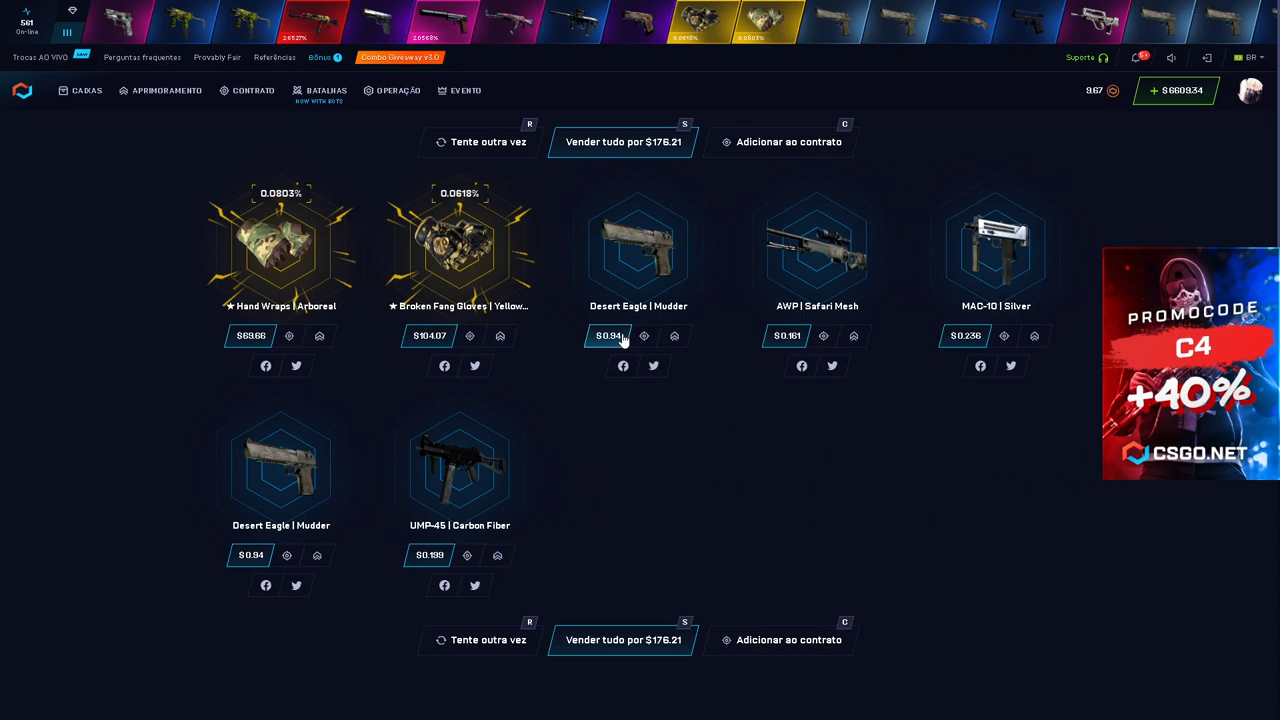 561
On-line
2.6527%
2.0568%
0.0618%
0.0803%
Trocas AO VIVO NEW Perguntas frequentes Provably Fair Referências Bônus 1 Combo Giveaway v3.0 Suporte 5+ BR
CAIXAS APRIMORAMENTO CONTRATO BATALHAS OPERAÇÃO EVENTO 9.67 + $6609.34
NOW WITH BOTS
R S C
Tente outra vez Vender tudo por $176.21 Adicionar ao contrato
0.0803% 0.0618%
★ Hand Wraps | Arboreal ★ Broken Fang Gloves | Yellow... Desert Eagle | Mudder AWP | Safari Mesh MAC-10 | Silver
$69.66 $104.07 $0.94 $0.161 $0.236
PROMOCODE
C4
+40%
CSGO.NET
Desert Eagle | Mudder UMP-45 | Carbon Fiber
$0.94 $0.199
R S C
Tente outra vez Vender tudo por $176.21 Adicionar ao contrato